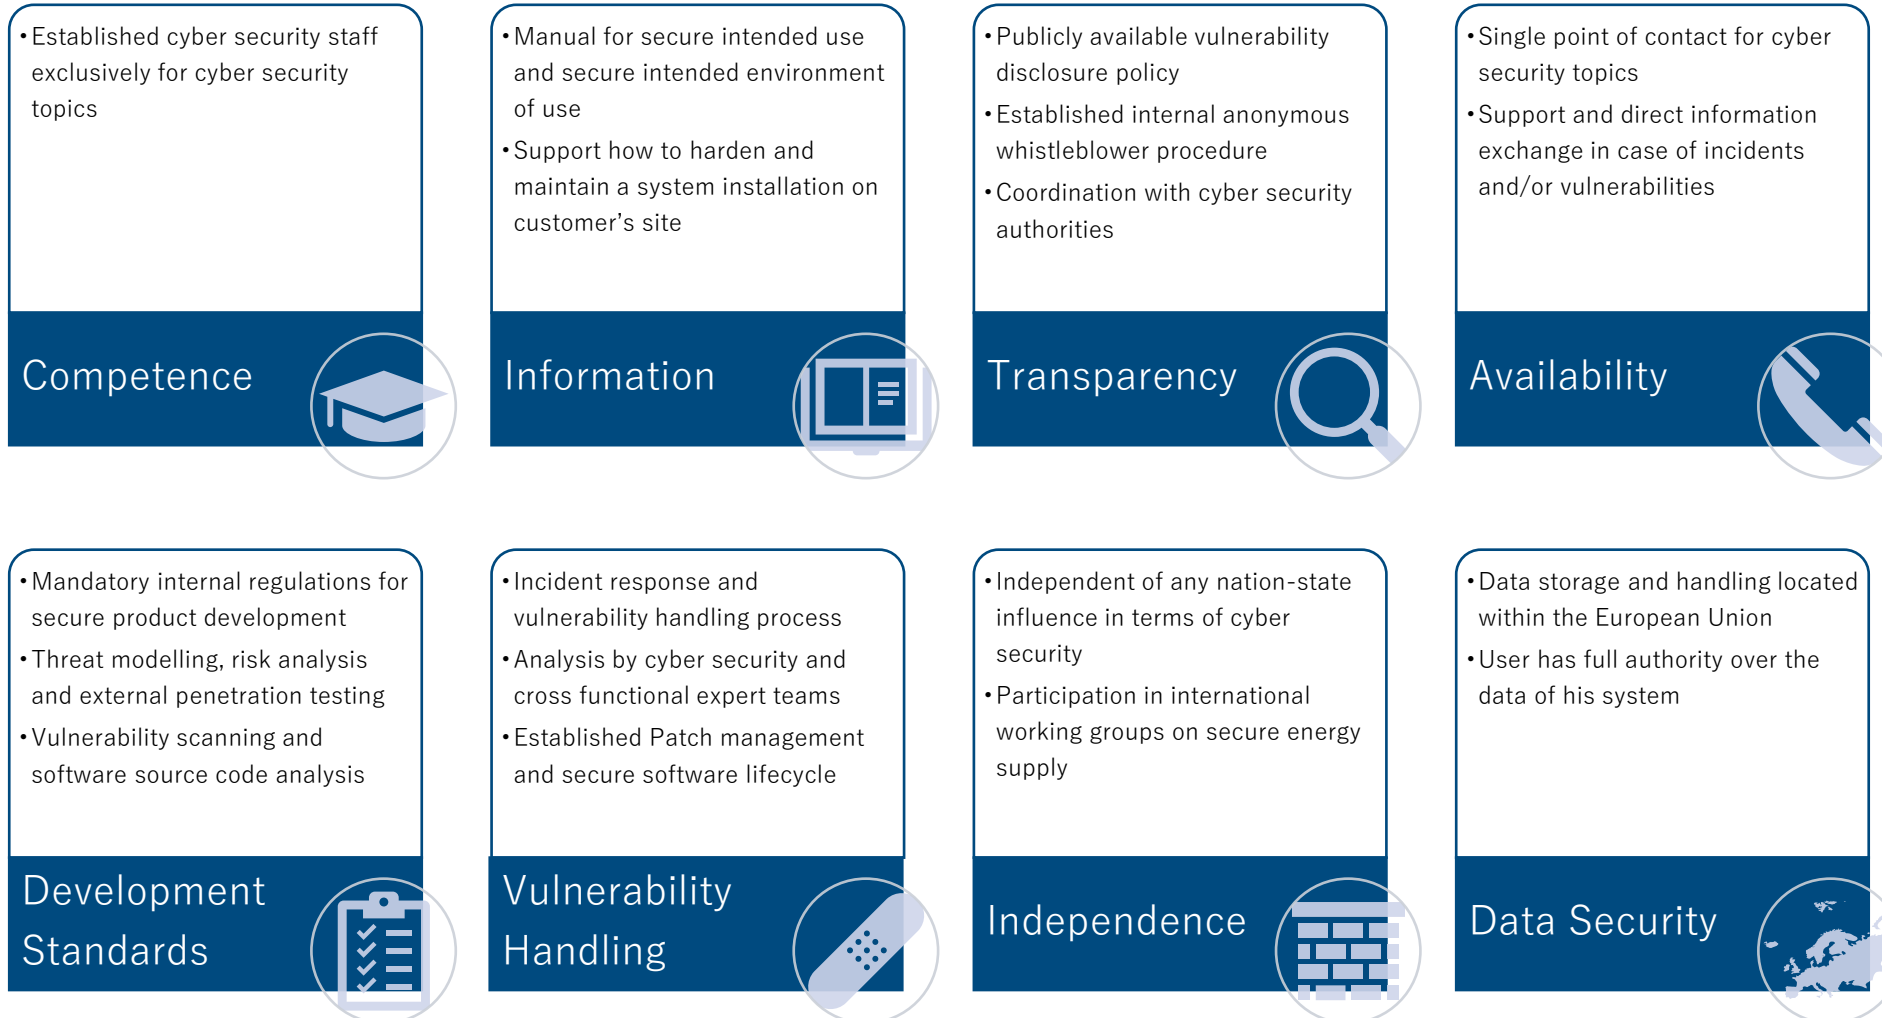 •Established cyber security staff
exclusively for cyber security
topics
Competence
•Manual for secure intended use
and secure intended environment
of use
•Support how to harden and
maintain a system installation on
customer’s site
Information
•Publicly available vulnerability
disclosure policy
•Established internal anonymous
whistleblower procedure
•Coordination with cyber security
authorities
Transparency
•Single point of contact for cyber
security topics
•Support and direct information
exchange in case of incidents
and/or vulnerabilities
Availability
•Mandatory internal regulations for
secure product development
•Threat modelling, risk analysis
and external penetration testing
•Vulnerability scanning and
software source code analysis
Development
Standards
•Incident response and
vulnerability handling process
•Analysis by cyber security and
cross functional expert teams
•Established Patch management
and secure software lifecycle
Vulnerability
Handling
•Independent of any nation-state
influence in terms of cyber
security
•Participation in international
working groups on secure energy
supply
Independence
•Data storage and handling located
within the European Union
•User has full authority over the
data of his system
Data Security